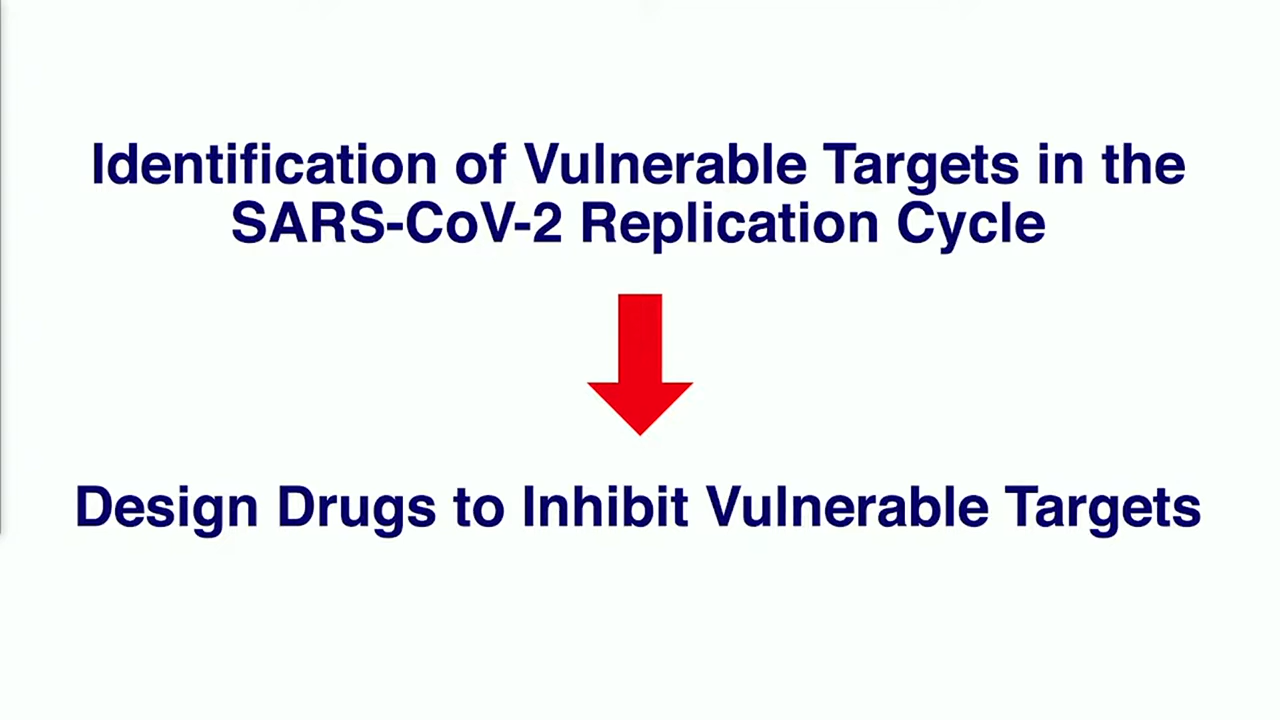 Identification of Vulnerable Targets in the
SARS-CoV-2 Replication Cycle
Design Drugs to Inhibit Vulnerable Targets